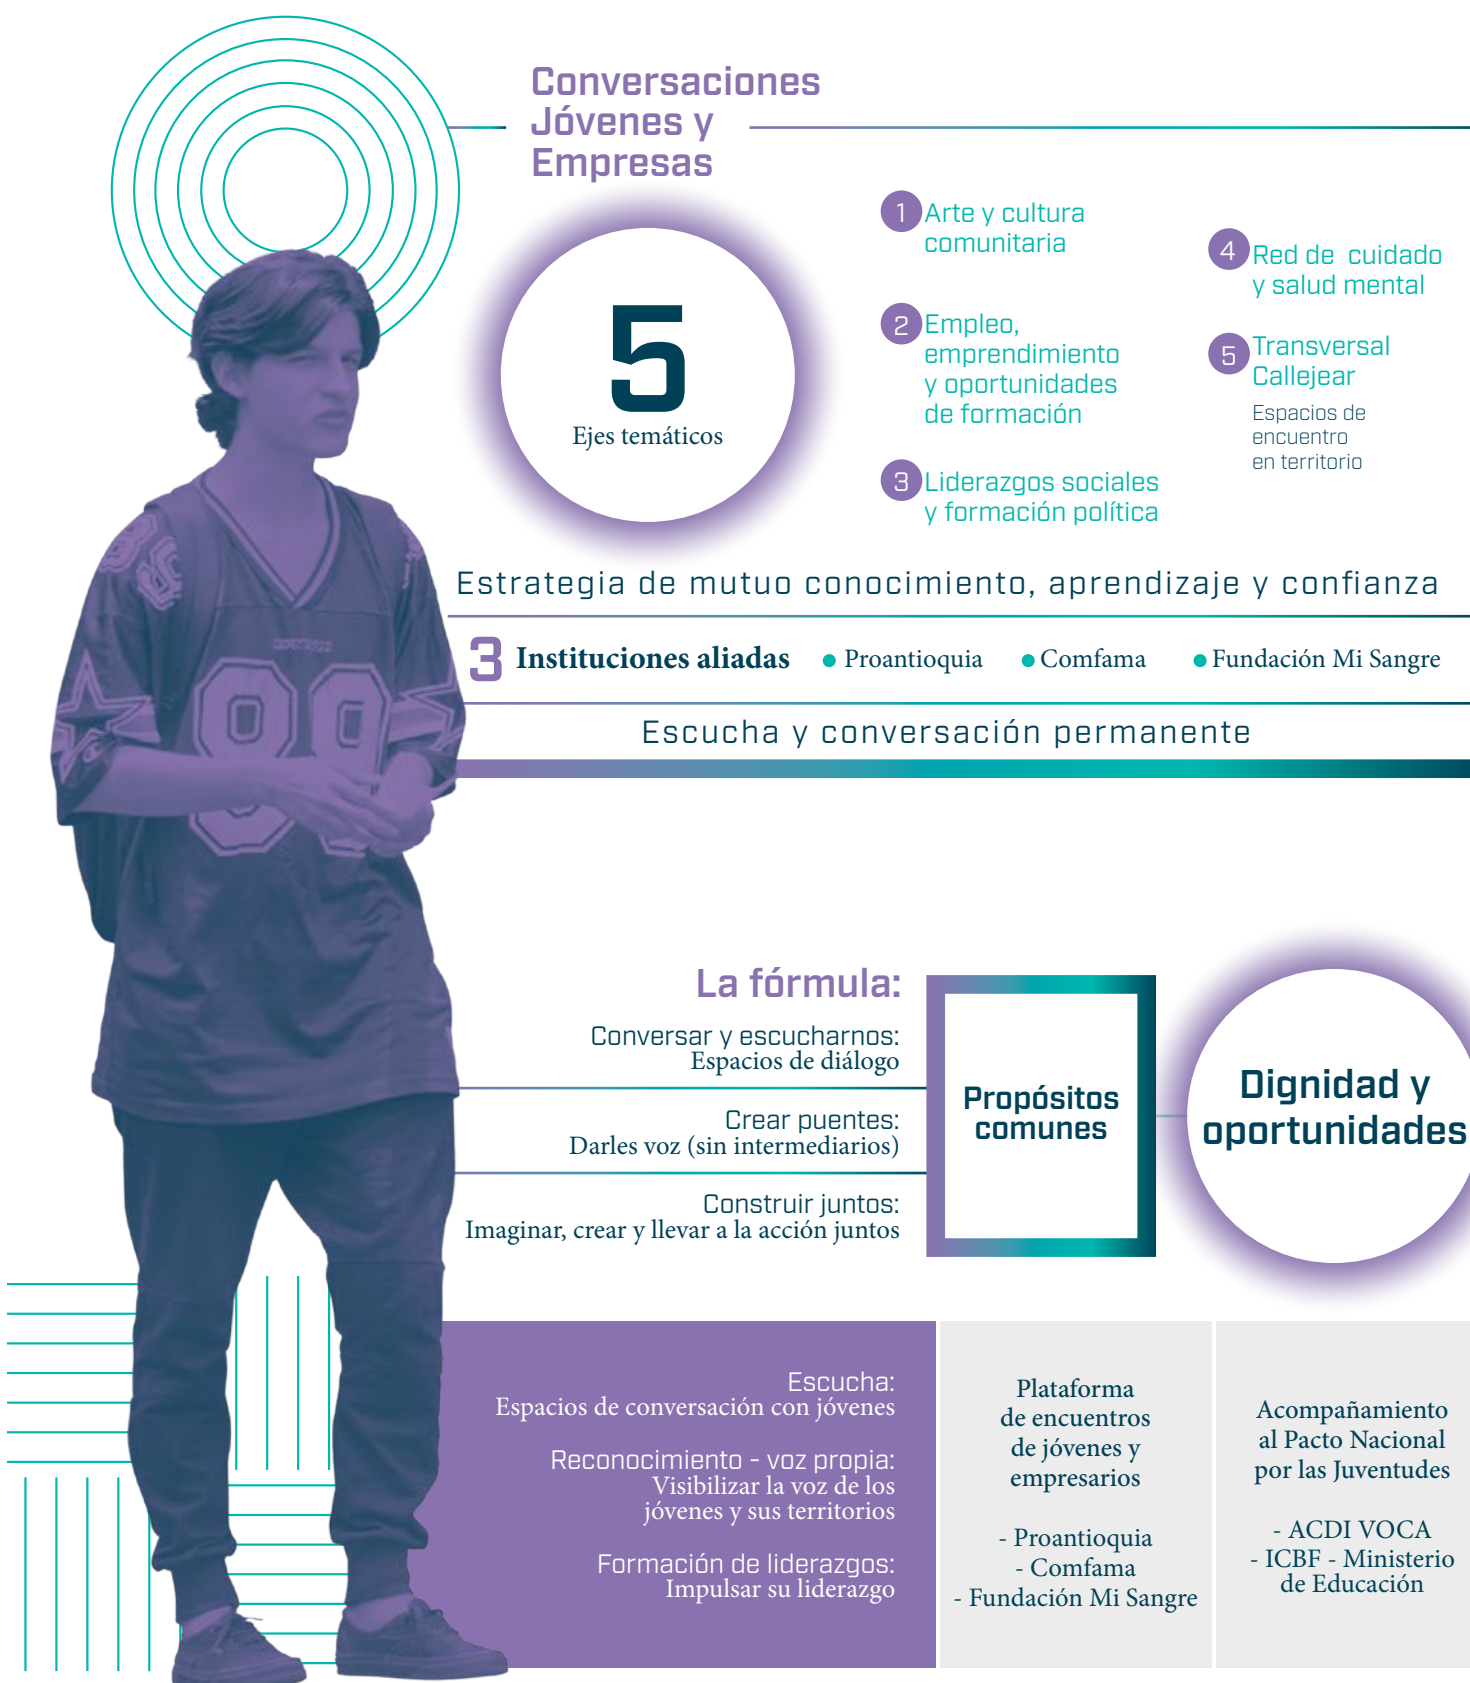 Conversaciones
Jóvenes y
Empresas
5
Ejes temáticos
1 Arte y cultura
comunitaria
2 Empleo,
emprendimiento
y oportunidades
de formación
3 Liderazgos sociales
y formación política
4 Red de cuidado
y salud mental
5 Transversal
Callejear
Espacios de
encuentro
en territorio
Estrategia de mutuo conocimiento, aprendizaje y confianza
3 Instituciones aliadas • Proantioquia • Comfama • Fundación Mi Sangre
Escucha y conversación permanente
La fórmula:
Conversar y escucharnos:
Espacios de diálogo
Crear puentes:
Darles voz (sin intermediarios)
Construir juntos:
Imaginar, crear y llevar a la acción juntos
Propósitos
comunes
Dignidad y
oportunidades
Escucha:
Espacios de conversación con jóvenes
Reconocimiento - voz propia:
Visibilizar la voz de los
jóvenes y sus territorios
Formación de liderazgos:
Impulsar su liderazgo
Plataforma
de encuentros
de jóvenes y
empresarios
- Proantioquia
- Comfama
- Fundación Mi Sangre
Acompañamiento
al Pacto Nacional
por las Juventudes
- ACDI VOCA
- ICBF - Ministerio
de Educación